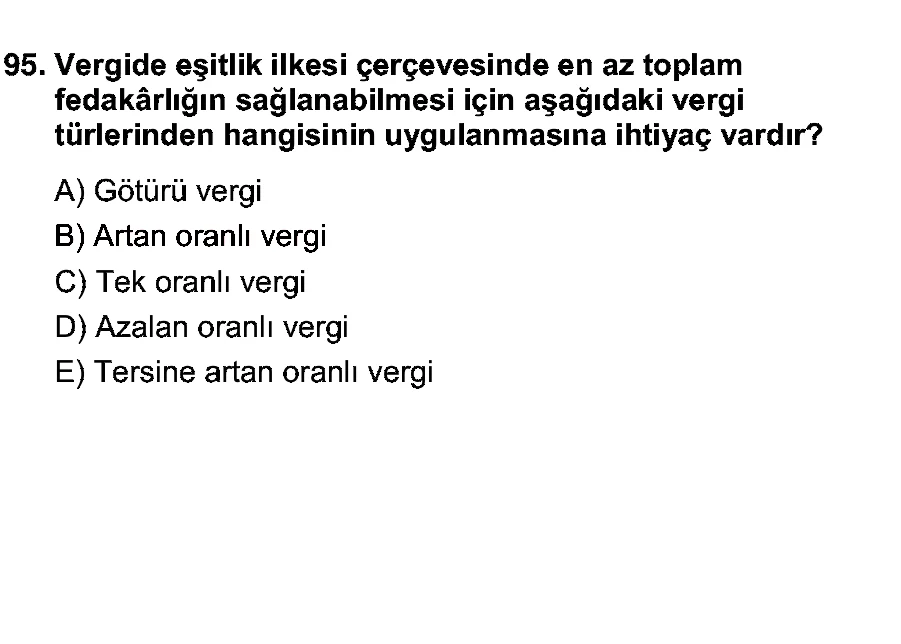 95. Vergide eşitlik ilkesi çerçevesinde en az toplam
fedakârlığın sağlanabilmesi için aşağıdaki vergi
türlerinden hangisinin uygulanmasına ihtiyaç vardır?
A) Götürü vergi
B) Artan oranlı vergi
C) Tek oranlı vergi
D) Azalan oranlı vergi
E) Tersine artan oranlı vergi